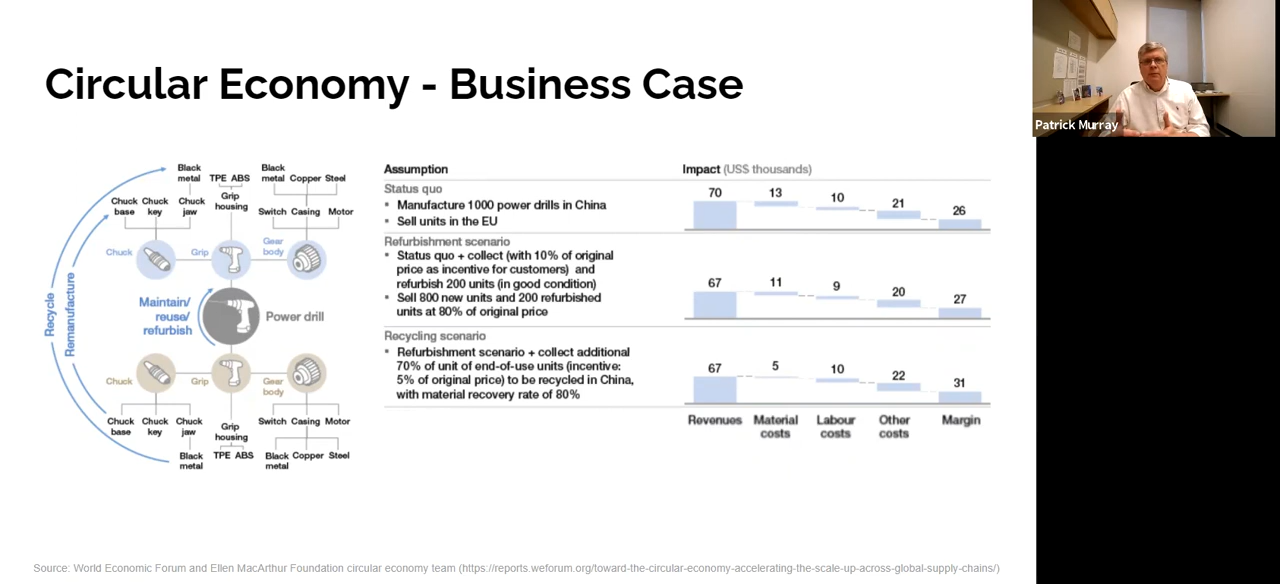 Circular Economy - Business Case
Patrick Murray
Black metal
TPE ABS
Black metal
Copper
Steel
Chuck base
Chuck key
Chuck jaw
Grip housing
Switch
Casing
Motor
Chuck
Grip
Gear body
Recycle
Remanufacture
Maintain/
reuse/
refurbish
Power drill
Chuck
Grip
Gear body
Chuck base
Chuck key
Chuck jaw
Grip housing
Switch
Casing
Motor
Black metal
TPE ABS
Black metal
Copper
Steel
Assumption
Impact (US$ thousands)
Status quo
▪ Manufacture 1000 power drills in China
▪ Sell units in the EU
70 13 10 21 26
Refurbishment scenario
▪ Status quo + collect (with 10% of original
price as incentive for customers) and
refurbish 200 units (in good condition)
▪ Sell 800 new units and 200 refurbished
units at 80% of original price
67 11 9 20 27
Recycling scenario
▪ Refurbishment scenario + collect additional
70% of unit of end-of-use units (incentive:
5% of original price) to be recycled in China,
with material recovery rate of 80%
67 5 10 22 31
Revenues
Material costs
Labour costs
Other costs
Margin
Source: World Economic Forum and Ellen MacArthur Foundation circular economy team (https://reports.weforum.org/toward-the-circular-economy-accelerating-the-scale-up-across-global-supply-chains/)